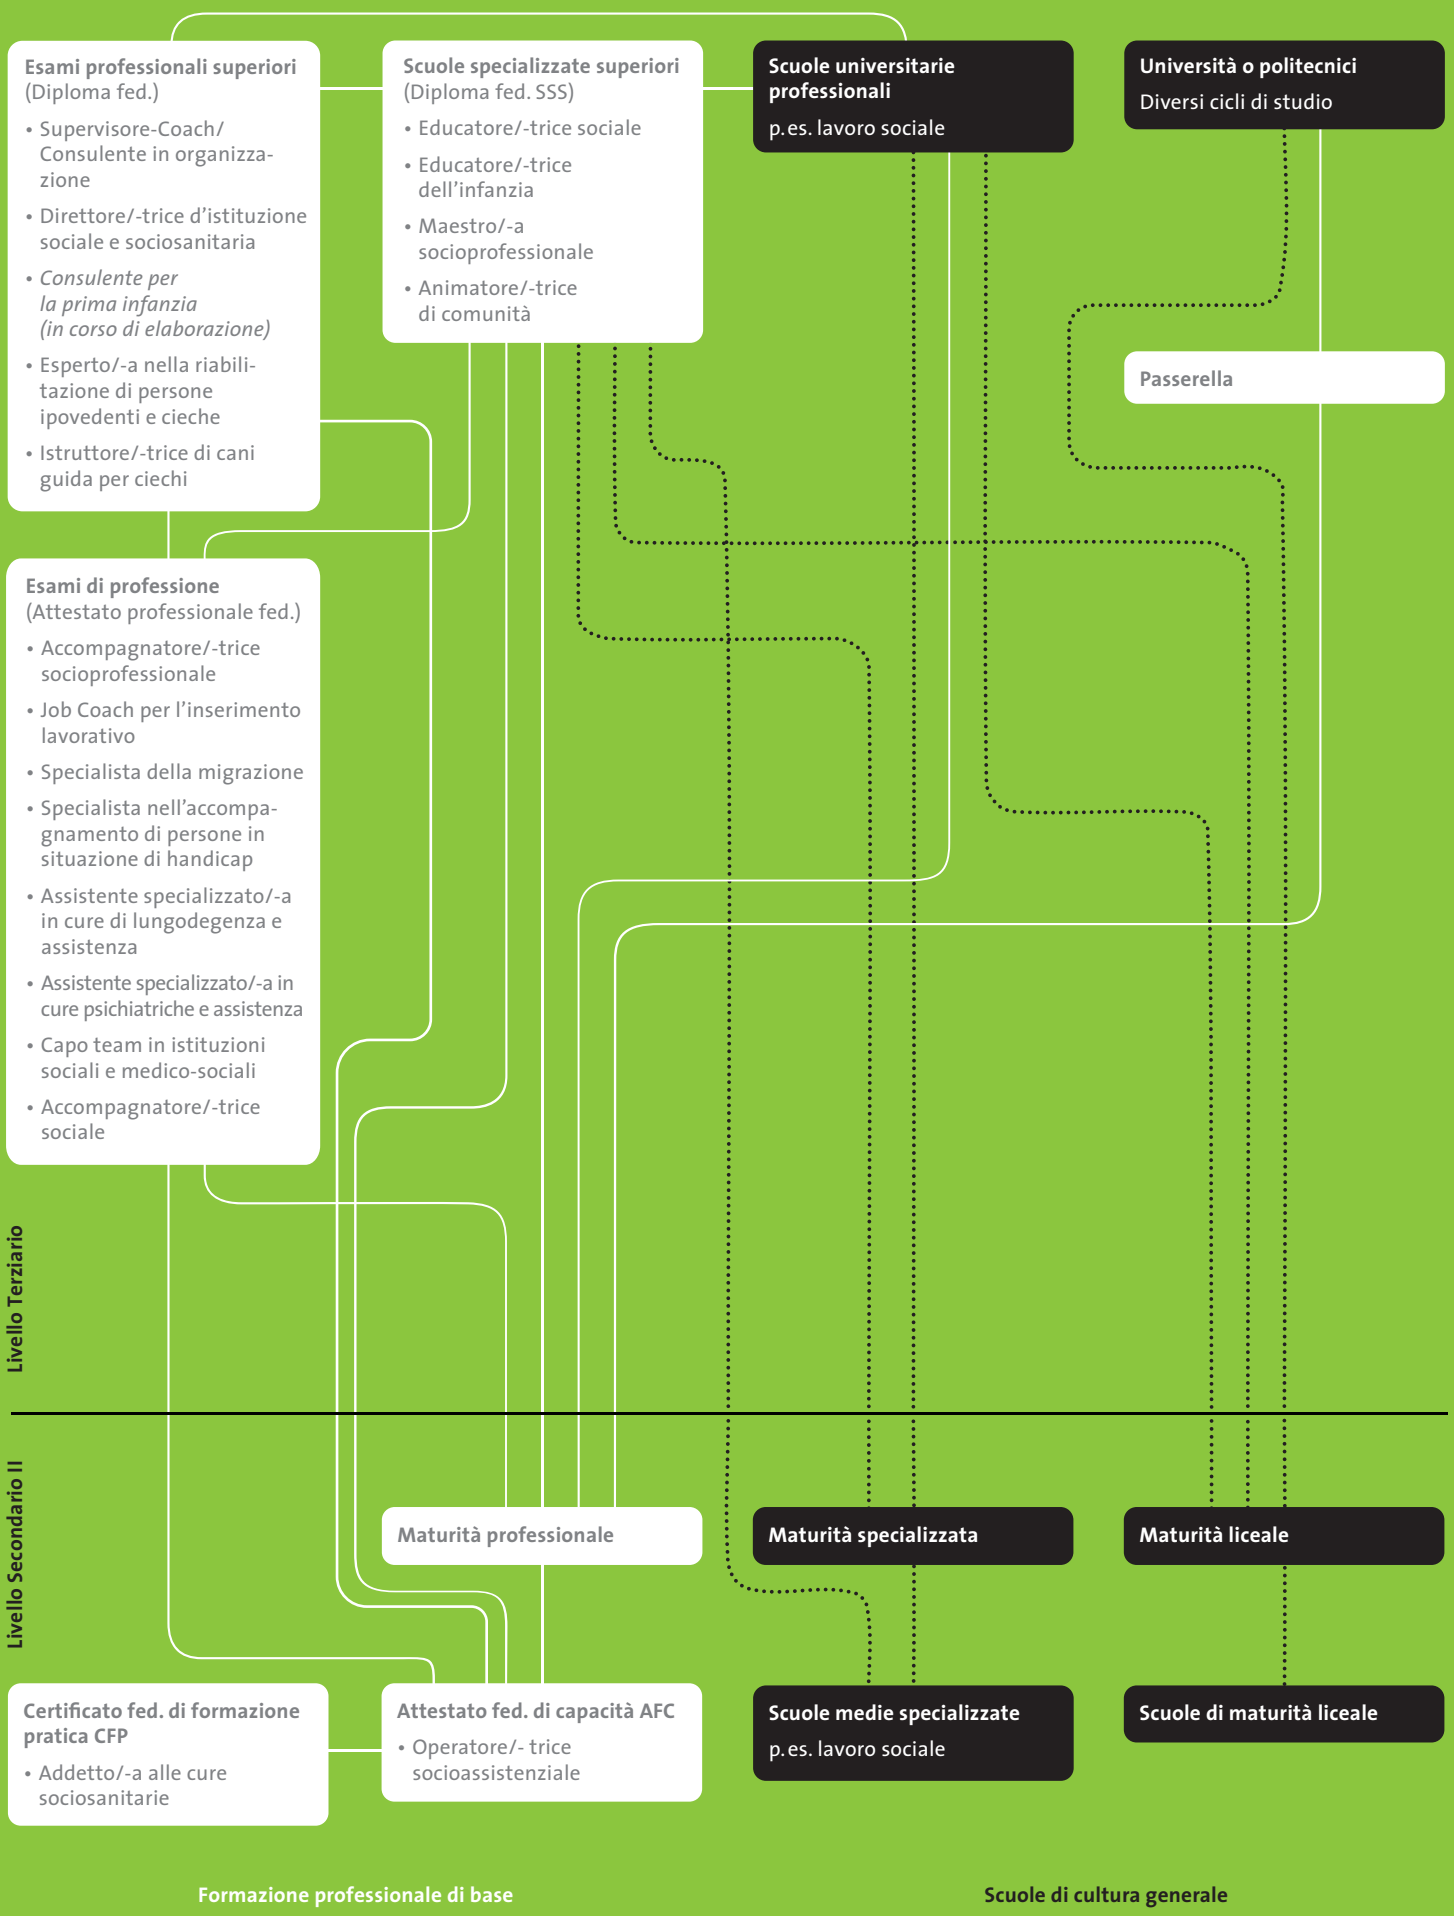 Esami professionali superiori
(Diploma fed.)
• Supervisore-Coach/
Consulente in organizza-
zione
• Direttore/-trice d’istituzione
sociale e sociosanitaria
• Consulente per
la prima infanzia
(in corso di elaborazione)
• Esperto/-a nella riabili-
tazione di persone
ipovedenti e cieche
• Istruttore/-trice di cani
guida per ciechi
Scuole specializzate superiori
(Diploma fed. SSS)
• Educatore/-trice sociale
• Educatore/-trice
dell’infanzia
• Maestro/-a
socioprofessionale
• Animatore/-trice
di comunità
Scuole universitarie
professionali
p. es. lavoro sociale
Università o politecnici
Diversi cicli di studio
Passerella
Esami di professione
(Attestato professionale fed.)
• Accompagnatore/-trice
socioprofessionale
• Job Coach per l’inserimento
lavorativo
• Specialista della migrazione
• Specialista nell’accompa-
gnamento di persone in
situazione di handicap
• Assistente specializzato/-a
in cure di lungodegenza e
assistenza
• Assistente specializzato/-a in
cure psichiatriche e assistenza
• Capo team in istituzioni
sociali e medico-sociali
• Accompagnatore/-trice
sociale
Livello Terziario
Livello Secondario II
Maturità professionale
Maturità specializzata
Maturità liceale
Certificato fed. di formazione
pratica CFP
• Addetto/-a alle cure
sociosanitarie
Attestato fed. di capacità AFC
• Operatore/- trice
socioassistenziale
Scuole medie specializzate
p. es. lavoro sociale
Scuole di maturità liceale
Formazione professionale di base
Scuole di cultura generale